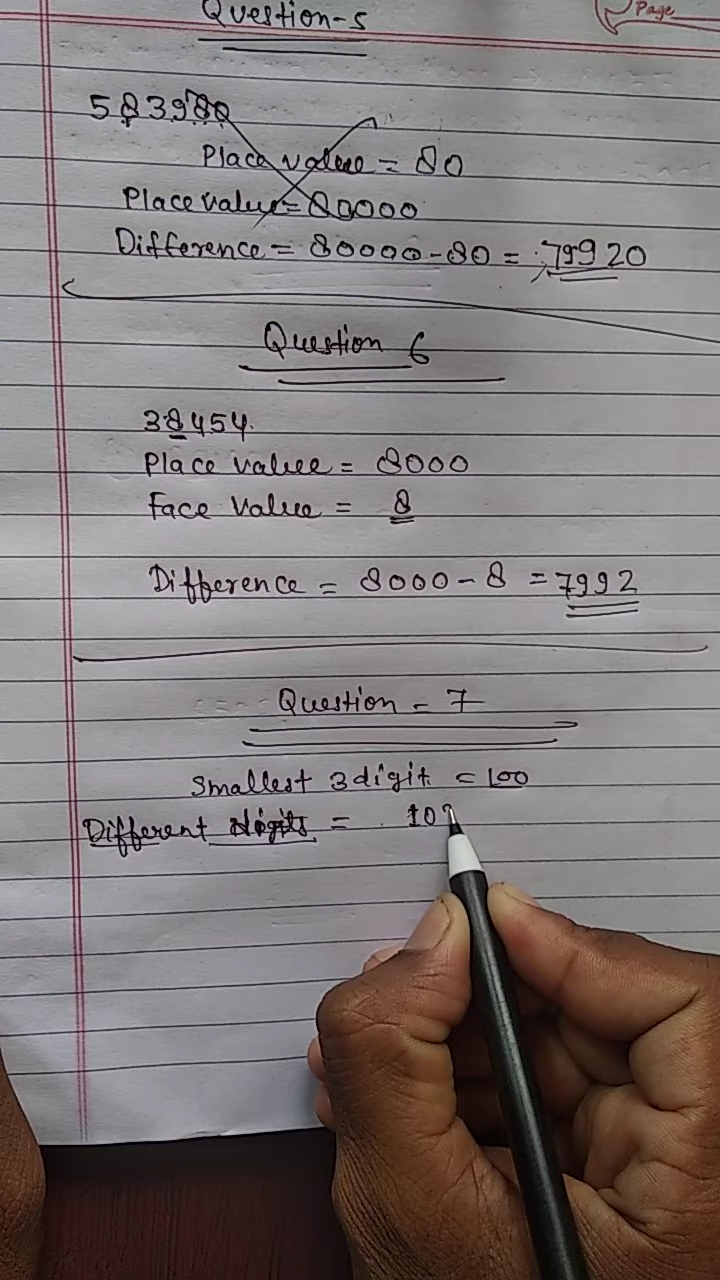 Page
Question-5
583980
Place value = 80
Place value = 80000
Difference = 80000-80 = 79920
Question 6
38454.
Place value = 8000
Face value = 8
Difference = 8000-8 = 7992
Question - 7
Smallest 3 digit = 100
Different digits = 10